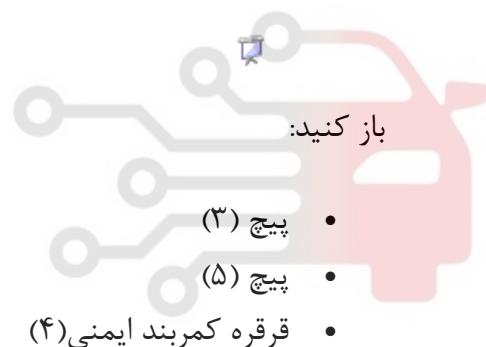 باز کنید:
• پیچ (۳)
• پیچ (۵)
• قرقره کمربند ایمنی(۴)